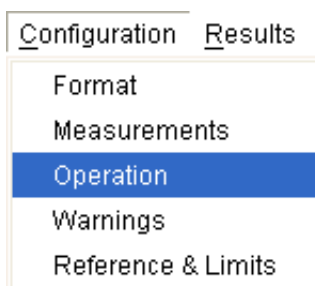 Configuration Results
Format
Measurements
Operation
Warnings
Reference & Limits